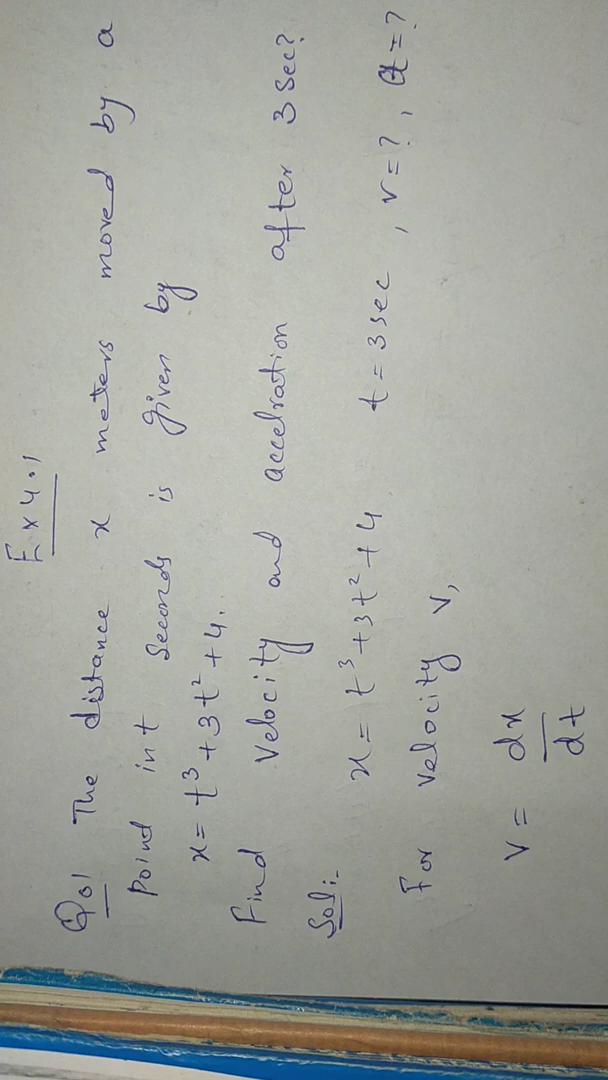 Ex 4.1
Q01 The distance x meters moved by a
point in t seconds is given by
x = t³ + 3t² + 4.
Find velocity and accelration after 3 sec?
Sol:- x = t³ + 3t² + 4 t = 3 sec , v = ? , a = ?
For velocity v,
v = dx/dt